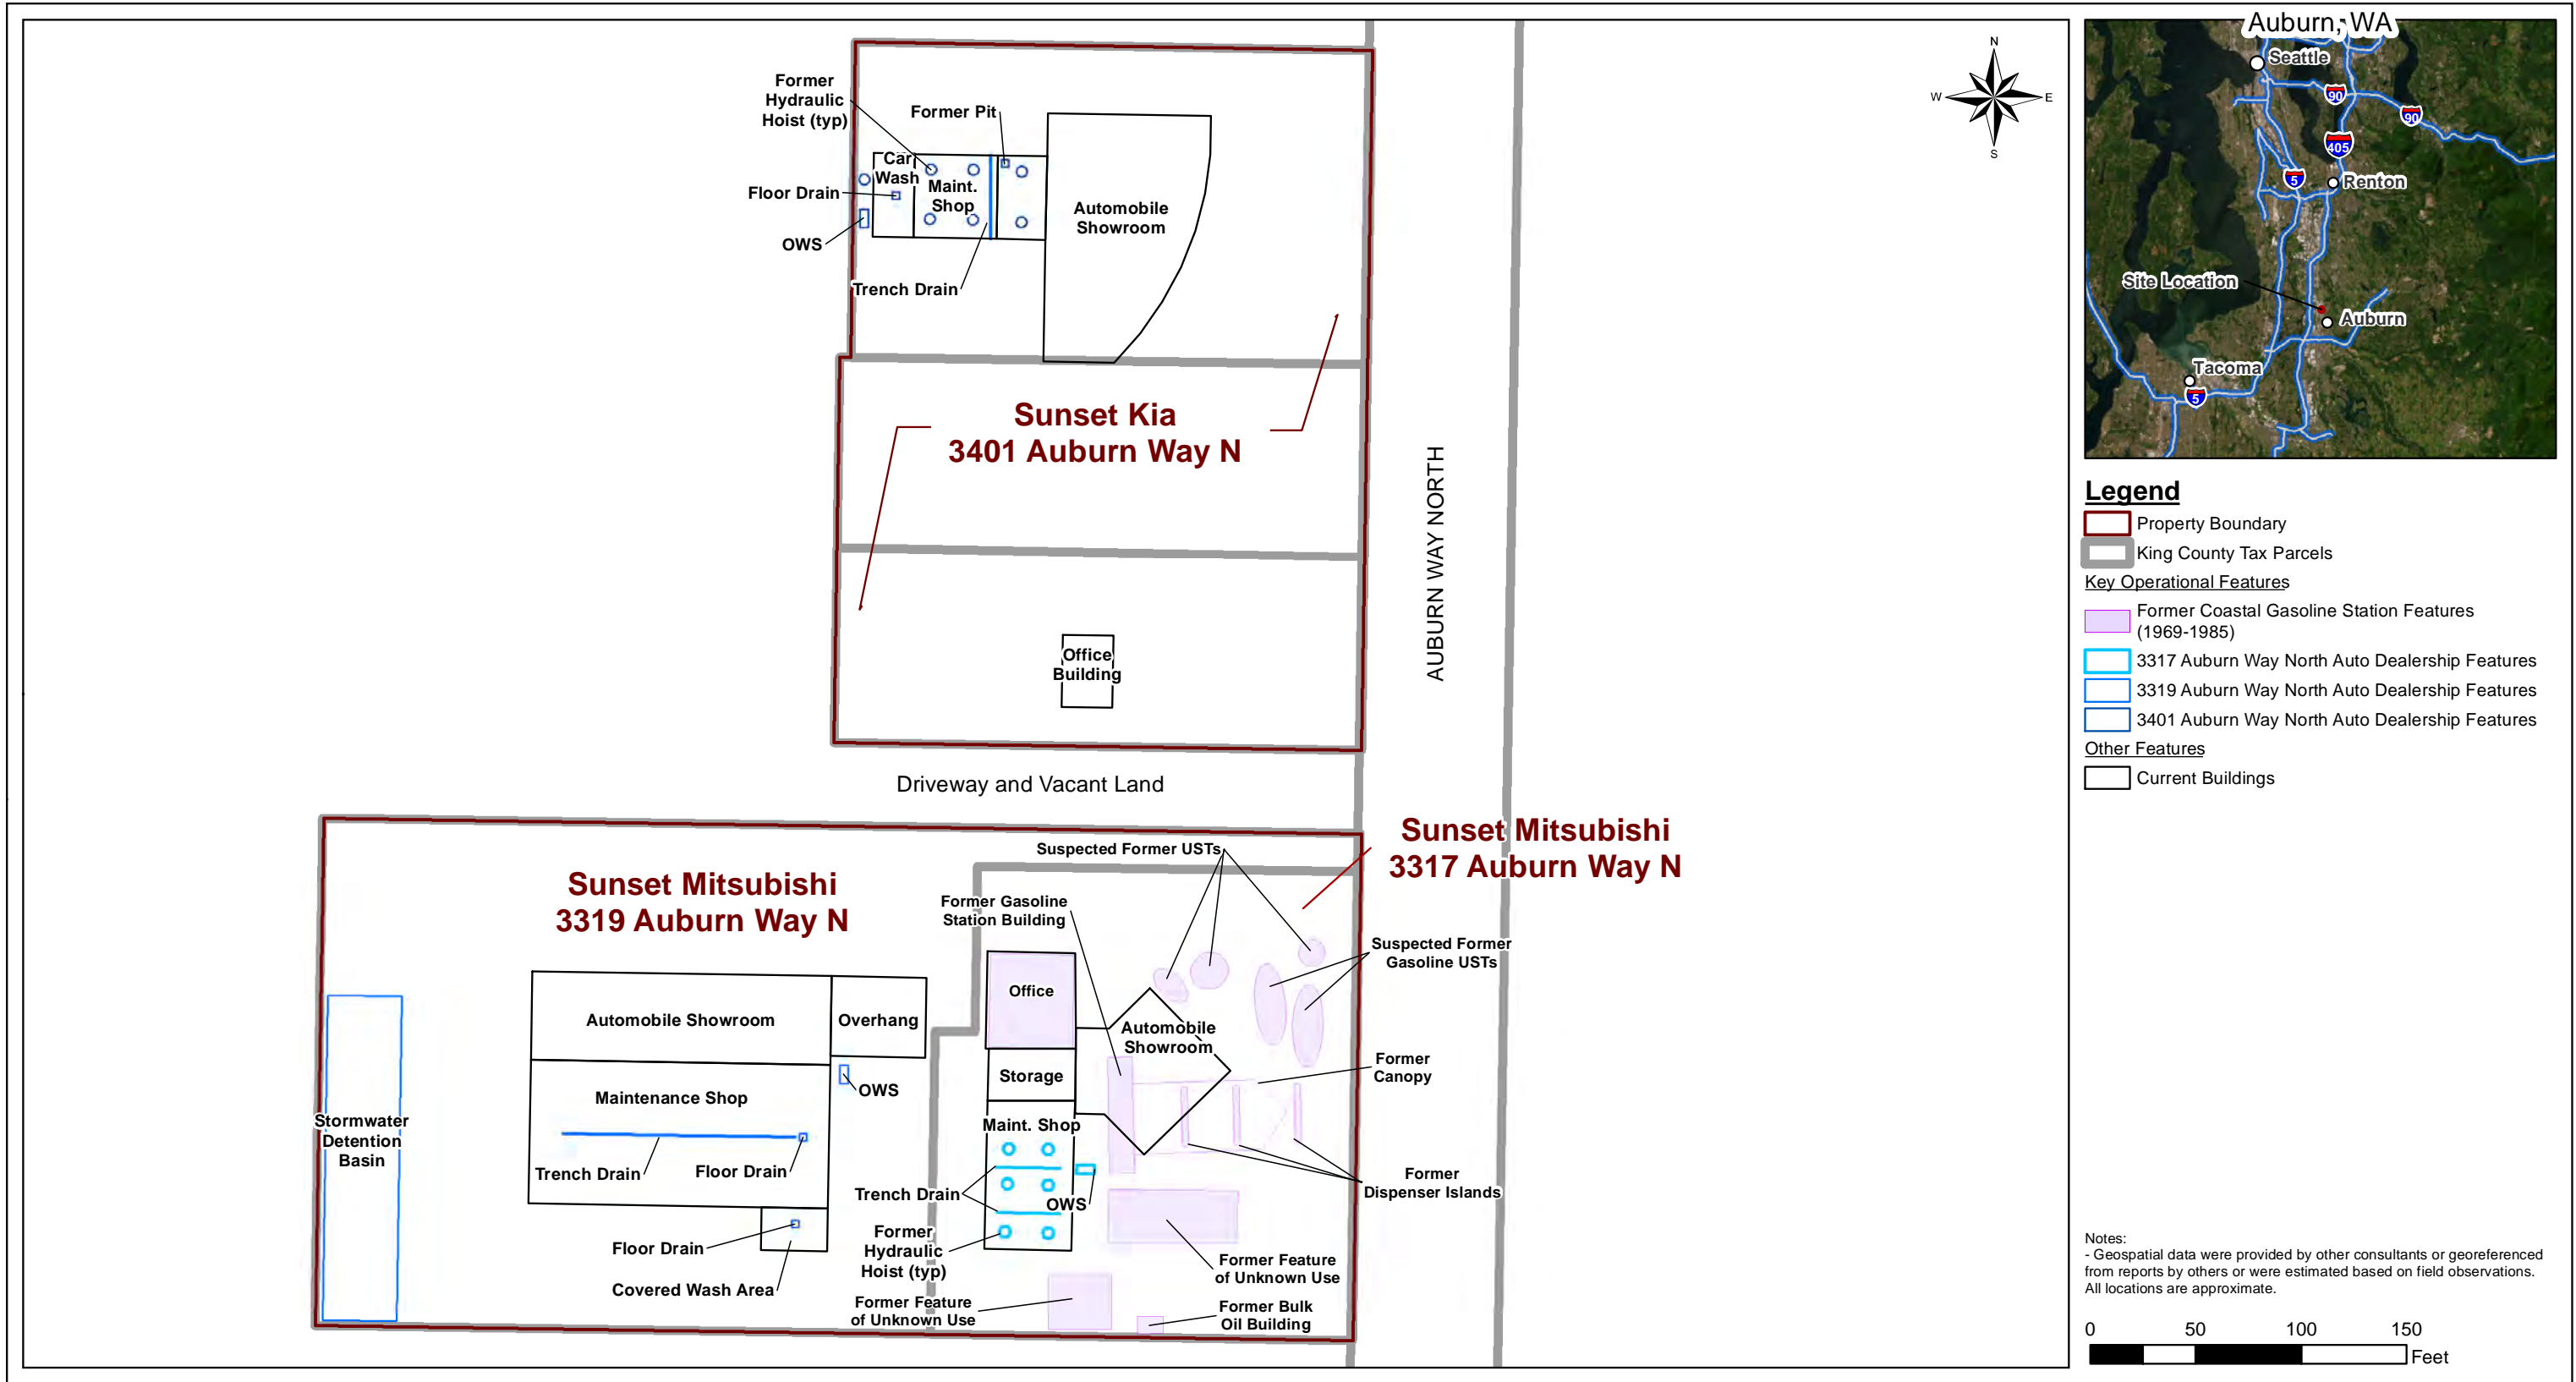 Former
Hydraulic
Hoist (typ)
Former Pit
Car
Wash
Floor Drain
Maint.
Shop
OWS
Trench Drain
Automobile
Showroom
Sunset Kia
3401 Auburn Way N
Office
Building
AUBURN WAY NORTH
Driveway and Vacant Land
N
W
E
S
Sunset Mitsubishi
3317 Auburn Way N
Sunset Mitsubishi
3319 Auburn Way N
Suspected Former USTs
Former Gasoline
Station Building
Suspected Former
Gasoline USTs
Office
Automobile
Showroom
Former
Canopy
Storage
Maint. Shop
Automobile Showroom
Overhang
OWS
Maintenance Shop
Stormwater
Detention
Basin
Trench Drain
Floor Drain
Trench Drain
OWS
Former
Dispenser Islands
Former
Hydraulic
Hoist (typ)
Floor Drain
Covered Wash Area
Former Feature
of Unknown Use
Former Feature
of Unknown Use
Former Bulk
Oil Building
Auburn, WA
Seattle
90
90
405
5
Renton
Site Location
Auburn
Tacoma
5
Legend
Property Boundary
King County Tax Parcels
Key Operational Features
Former Coastal Gasoline Station Features
(1969-1985)
3317 Auburn Way North Auto Dealership Features
3319 Auburn Way North Auto Dealership Features
3401 Auburn Way North Auto Dealership Features
Other Features
Current Buildings
Notes:
- Geospatial data were provided by other consultants or georeferenced
from reports by others or were estimated based on field observations.
All locations are approximate.
0 50 100 150
Feet